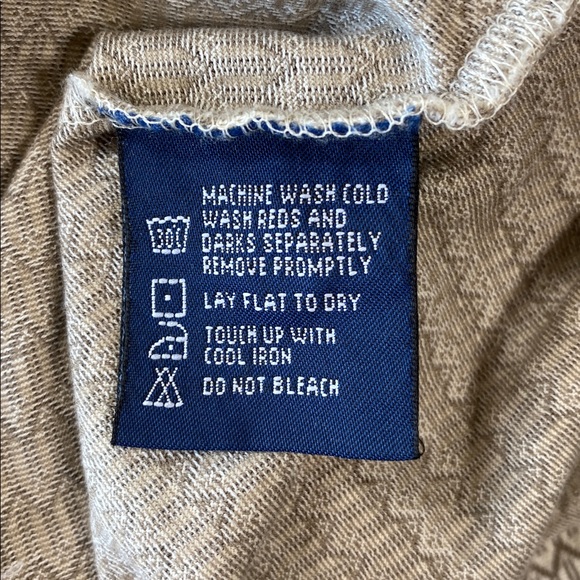 MACHINE WASH COLD
WASH REDS AND
DARKS SEPARATELY
REMOVE PROMPTLY
LAY FLAT TO DRY
TOUCH UP WITH
COOL IRON
DO NOT BLEACH